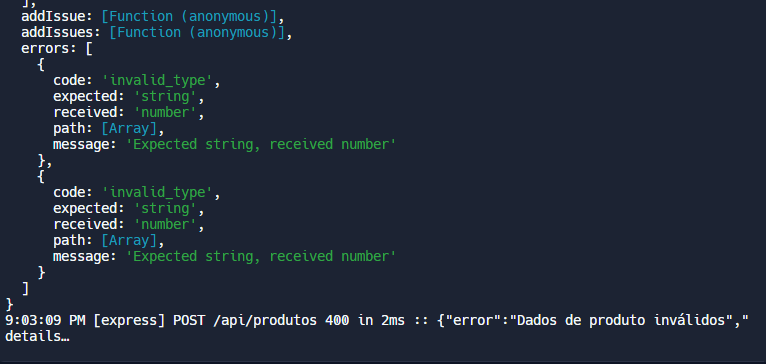 ],
addIssue: [Function (anonymous)],
addIssues: [Function (anonymous)],
errors: [
{
code: 'invalid_type',
expected: 'string',
received: 'number',
path: [Array],
message: 'Expected string, received number'
},
{
code: 'invalid_type',
expected: 'string',
received: 'number',
path: [Array],
message: 'Expected string, received number'
}
]
}
9:03:09 PM [express] POST /api/produtos 400 in 2ms :: {"error":"Dados de produto inválidos","
details…